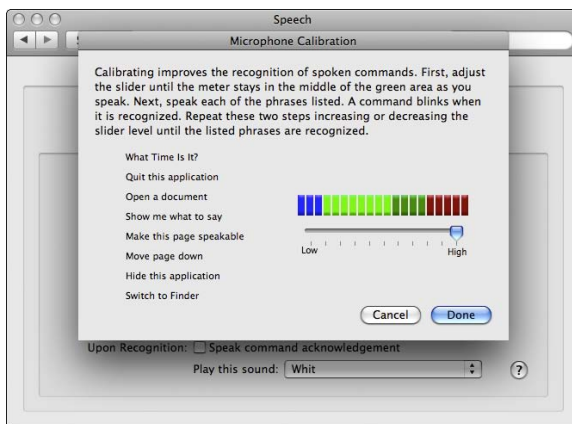 Speech
Microphone Calibration
Calibrating improves the recognition of spoken commands. First, adjust
the slider until the meter stays in the middle of the green area as you
speak. Next, speak each of the phrases listed. A command blinks when
it is recognized. Repeat these two steps increasing or decreasing the
slider level until the listed phrases are recognized.
What Time Is It?
Quit this application
Open a document
Show me what to say
Make this page speakable
Move page down
Hide this application
Switch to Finder
Low High
Cancel Done
Upon Recognition: Speak command acknowledgement
Play this sound: Whit ?